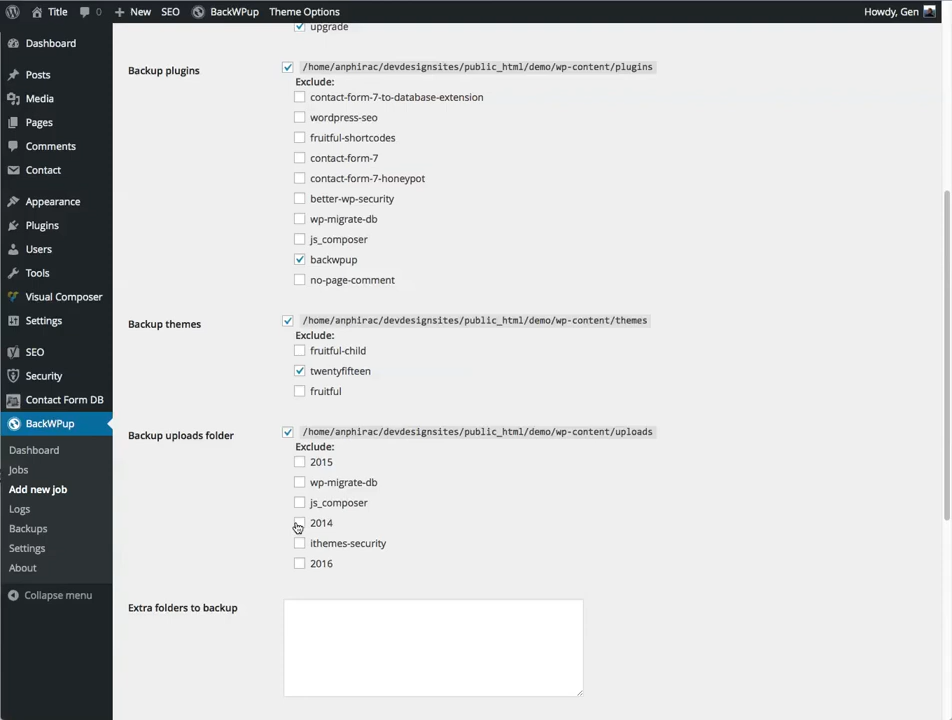 Title 0 New SEO BackWPup Theme Options Howdy, Gen
Dashboard
Posts
Media
Pages
Comments
Contact
Appearance
Plugins
Users
Tools
Visual Composer
Settings
SEO
Security
Contact Form DB
BackWPup
Dashboard
Jobs
Add new job
Logs
Backups
Settings
About
Collapse menu
upgrade
Backup plugins /home/anphirac/devdesignsites/public_html/demo/wp-content/plugins
Exclude:
contact-form-7-to-database-extension
wordpress-seo
fruitful-shortcodes
contact-form-7
contact-form-7-honeypot
better-wp-security
wp-migrate-db
js_composer
backwpup
no-page-comment
Backup themes /home/anphirac/devdesignsites/public_html/demo/wp-content/themes
Exclude:
fruitful-child
twentyfifteen
fruitful
Backup uploads folder /home/anphirac/devdesignsites/public_html/demo/wp-content/uploads
Exclude:
2015
wp-migrate-db
js_composer
2014
ithemes-security
2016
Extra folders to backup